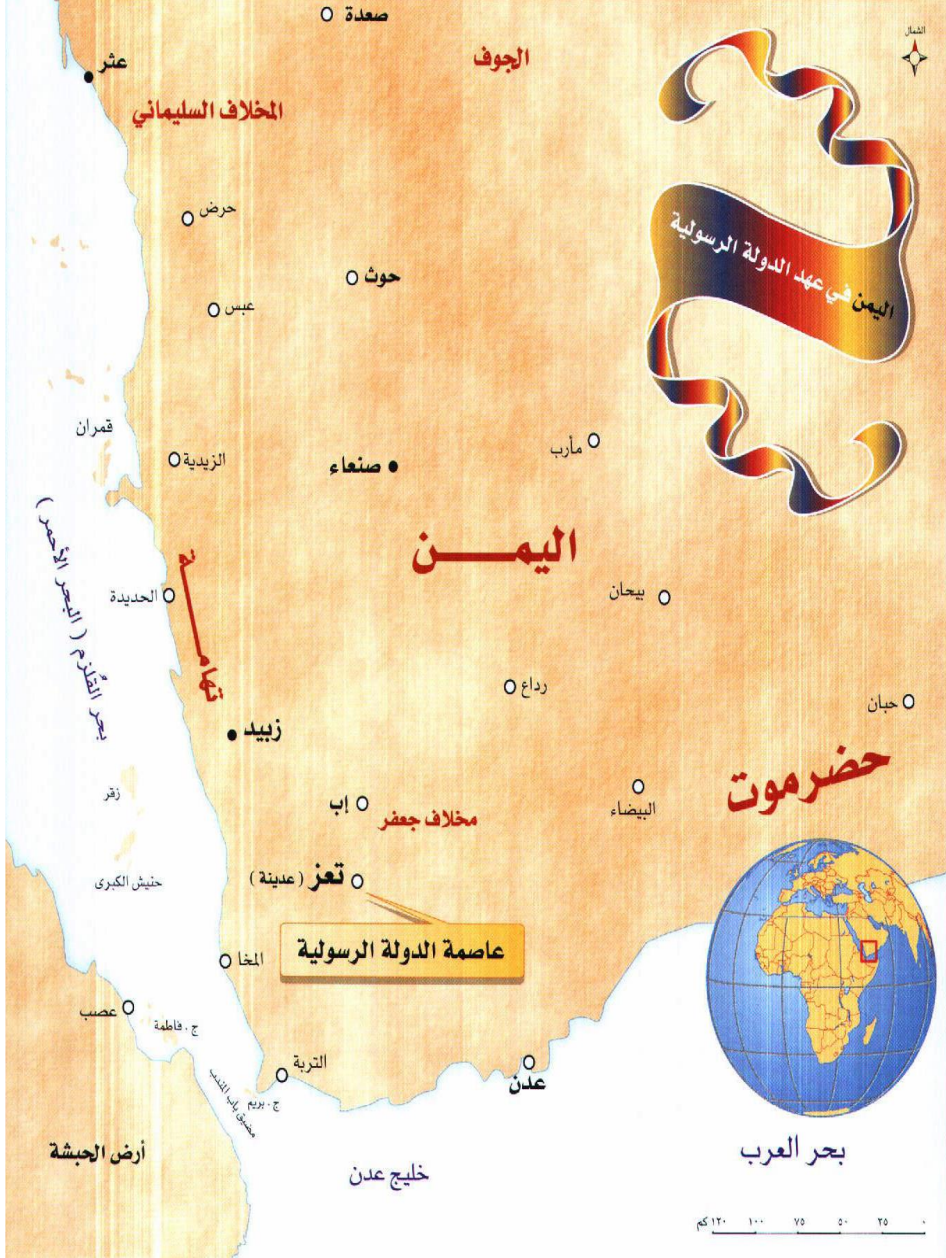 الشمال
اليمن في عهد الدولة الرسولية
صعدة
الجوف
عثر
المخلاف السليماني
حرض
حوث
عبس
قمران
الزيدية
صنعاء
مأرب
اليمـــــن
بحر القُلزم ( البحر الأحمر )
تهامـــــة
الحديدة
بيحان
رداع
حبان
زبيد
حضرموت
زقر
إب
مخلاف جعفر
البيضاء
حنيش الكبرى
تعز ( عدينة )
عاصمة الدولة الرسولية
المخا
عصب
ج . فاطمة
التربة
عدن
ج . بريم
مضيق باب المندب
أرض الحبشة
خليج عدن
بحر العرب
٠ ٢٥ ٥٠ ٧٥ ١٠٠ ١٢٠ كم